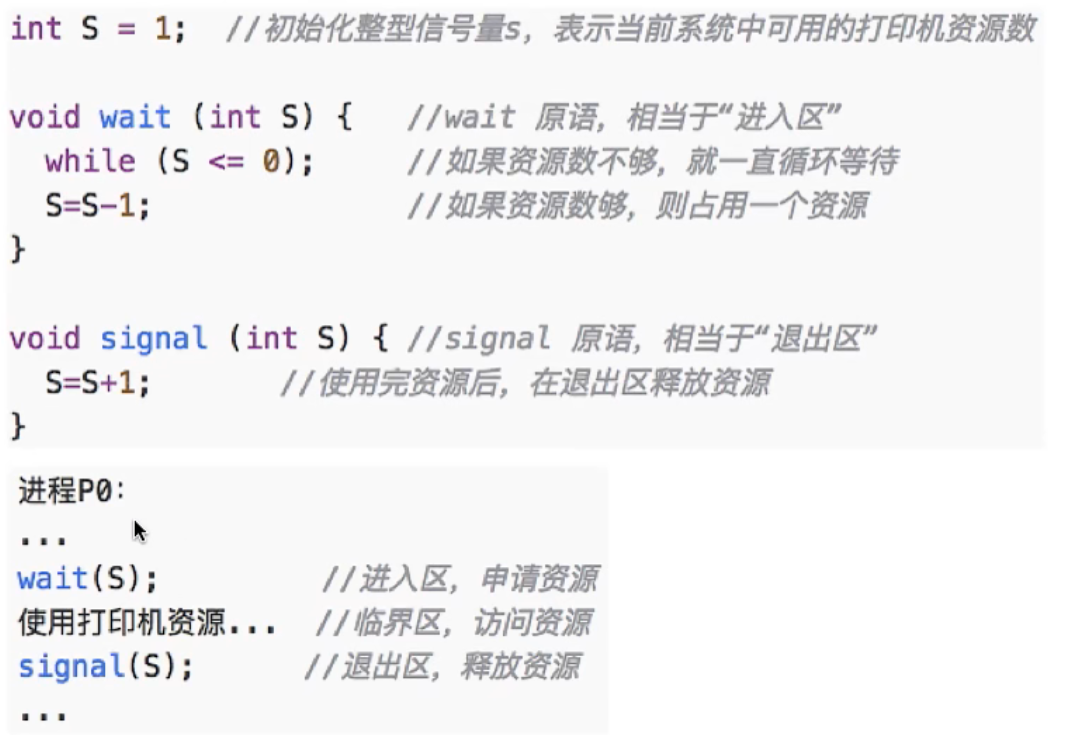 int S = 1;  //初始化整型信号量s，表示当前系统中可用的打印机资源数
void wait (int S) {   //wait 原语，相当于“进入区”
while (S <= 0);     //如果资源数不够，就一直循环等待
S=S-1;              //如果资源数够，则占用一个资源
}
void signal (int S) { //signal 原语，相当于“退出区”
S=S+1;       //使用完资源后，在退出区释放资源
}
进程P0：
...
wait(S);         //进入区，申请资源
使用打印机资源...  //临界区，访问资源
signal(S);      //退出区，释放资源
...